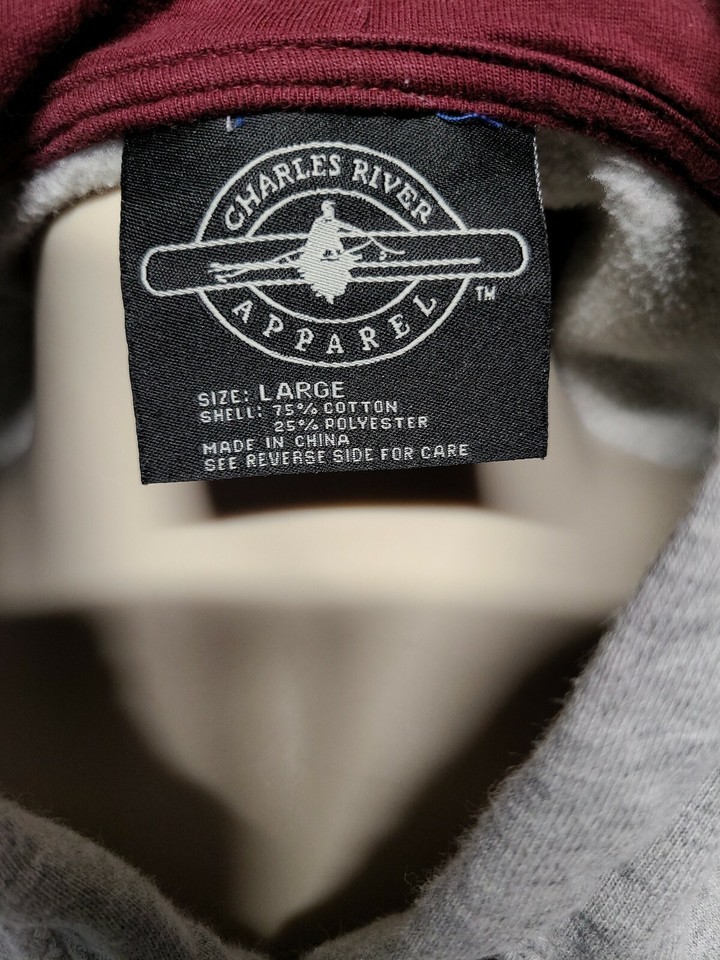 CHARLES RIVER
APPAREL
TM
SIZE: LARGE
SHELL: 75% COTTON
25% POLYESTER
MADE IN CHINA
SEE REVERSE SIDE FOR CARE